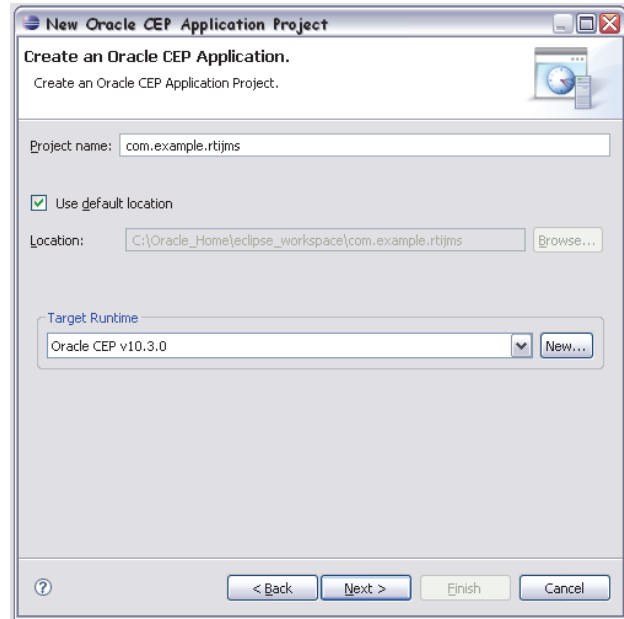 New Oracle CEP Application Project
Create an Oracle CEP Application.
Create an Oracle CEP Application Project.
Project name: com.example.rtijms
Use default location
Location: C:\Oracle_Home\eclipse_workspace\com.example.rtijms Browse...
Target Runtime
Oracle CEP v10.3.0 New...
? < Back Next > Finish Cancel